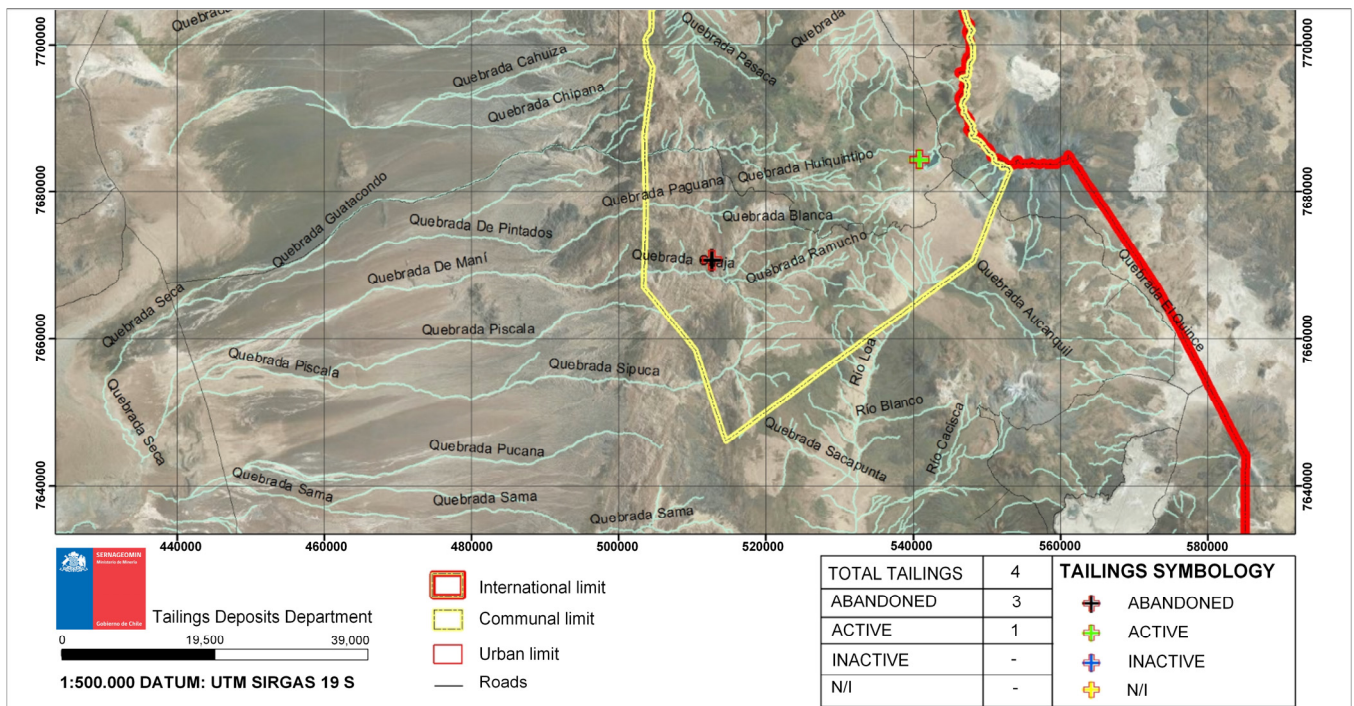 Quebrada
Quebrada Pasaca
Quebrada
7700000
7700000
Quebrada Cahuiza
Quebrada Chipana
Quebrada Huiquintipo
Quebrada Paguana
7680000
7680000
Quebrada Guatacondo
Quebrada Blanca
Quebrada De Pintados
Quebrada Ramucho
Quebrada De Maní
Quebrada El Quince
Quebrada Aucanquil
Quebrada Seca
Quebrada Piscala
7660000
7660000
Quebrada Piscala
Quebrada Sipuca
Río Loa
Quebrada Seca
Río Blanco
Río Cacisca
Quebrada Sacapunta
Quebrada Pucana
7640000
7640000
Quebrada Sama
Quebrada Sama
Quebrada Sama
440000 460000 480000 500000 520000 540000 560000 580000
SERNAGEOMIN
Ministerio de Minería
Gobierno de Chile
Tailings Deposits Department
0 19,500 39,000
1:500.000 DATUM: UTM SIRGAS 19 S
International limit
Communal limit
Urban limit
Roads
TOTAL TAILINGS 4
ABANDONED 3
ACTIVE 1
INACTIVE -
N/I -
TAILINGS SYMBOLOGY
ABANDONED
ACTIVE
INACTIVE
N/I